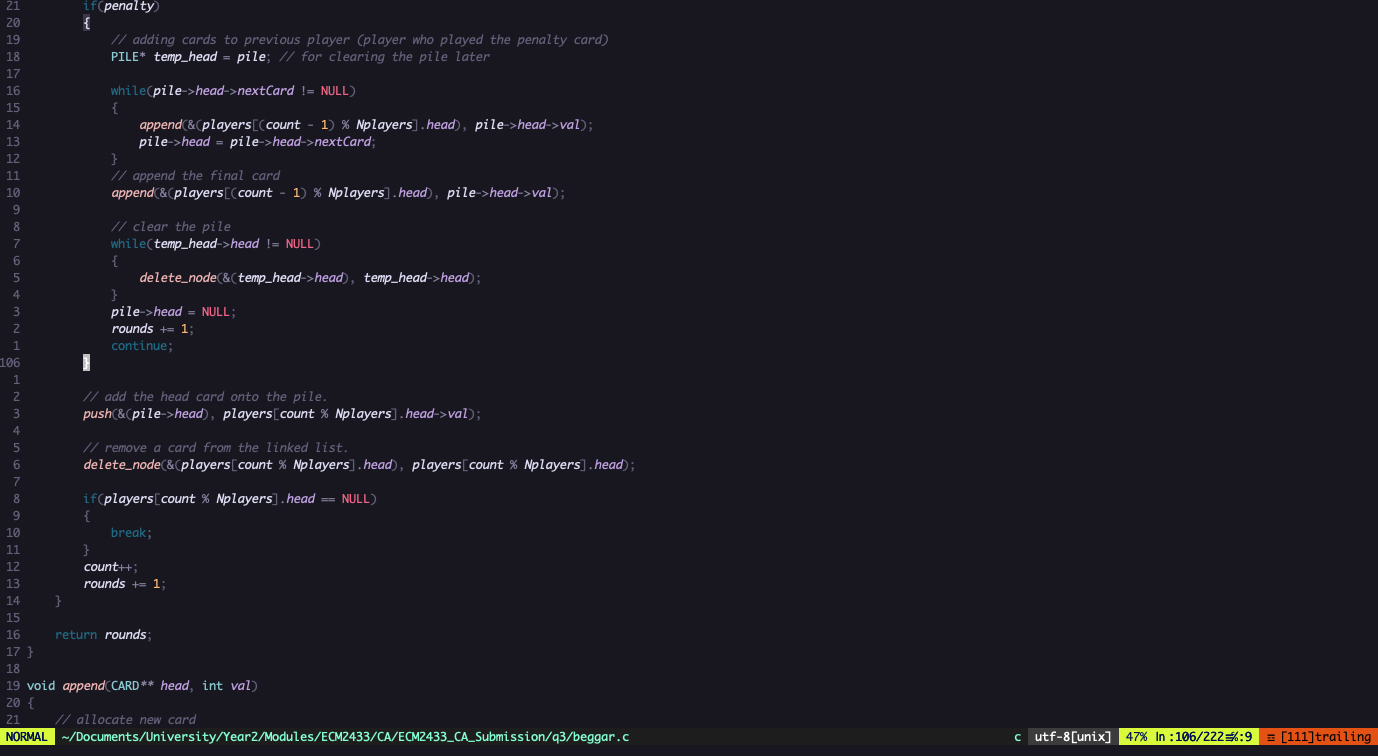 21         if(penalty)
20         {
19             // adding cards to previous player (player who played the penalty card)
18             PILE* temp_head = pile; // for clearing the pile later
17
16             while(pile->head->nextCard != NULL)
15             {
14                 append(&(players[(count - 1) % Nplayers].head), pile->head->val);
13                 pile->head = pile->head->nextCard;
12             }
11             // append the final card
10             append(&(players[(count - 1) % Nplayers].head), pile->head->val);
9
8             // clear the pile
7             while(temp_head->head != NULL)
6             {
5                 delete_node(&(temp_head->head), temp_head->head);
4             }
3             pile->head = NULL;
2             rounds += 1;
1             continue;
106         }
1
2         // add the head card onto the pile.
3         push(&(pile->head), players[count % Nplayers].head->val);
4
5         // remove a card from the linked list.
6         delete_node(&(players[count % Nplayers].head), players[count % Nplayers].head);
7
8         if(players[count % Nplayers].head == NULL)
9         {
10             break;
11         }
12         count++;
13         rounds += 1;
14     }
15
16     return rounds;
17 }
18
19 void append(CARD** head, int val)
20 {
21     // allocate new card
NORMAL ~/Documents/University/Year2/Modules/ECM2433/CA/ECM2433_CA_Submission/q3/beggar.c c utf-8[unix] 47% ln:106/222≡%:9 ☲ [111]trailing